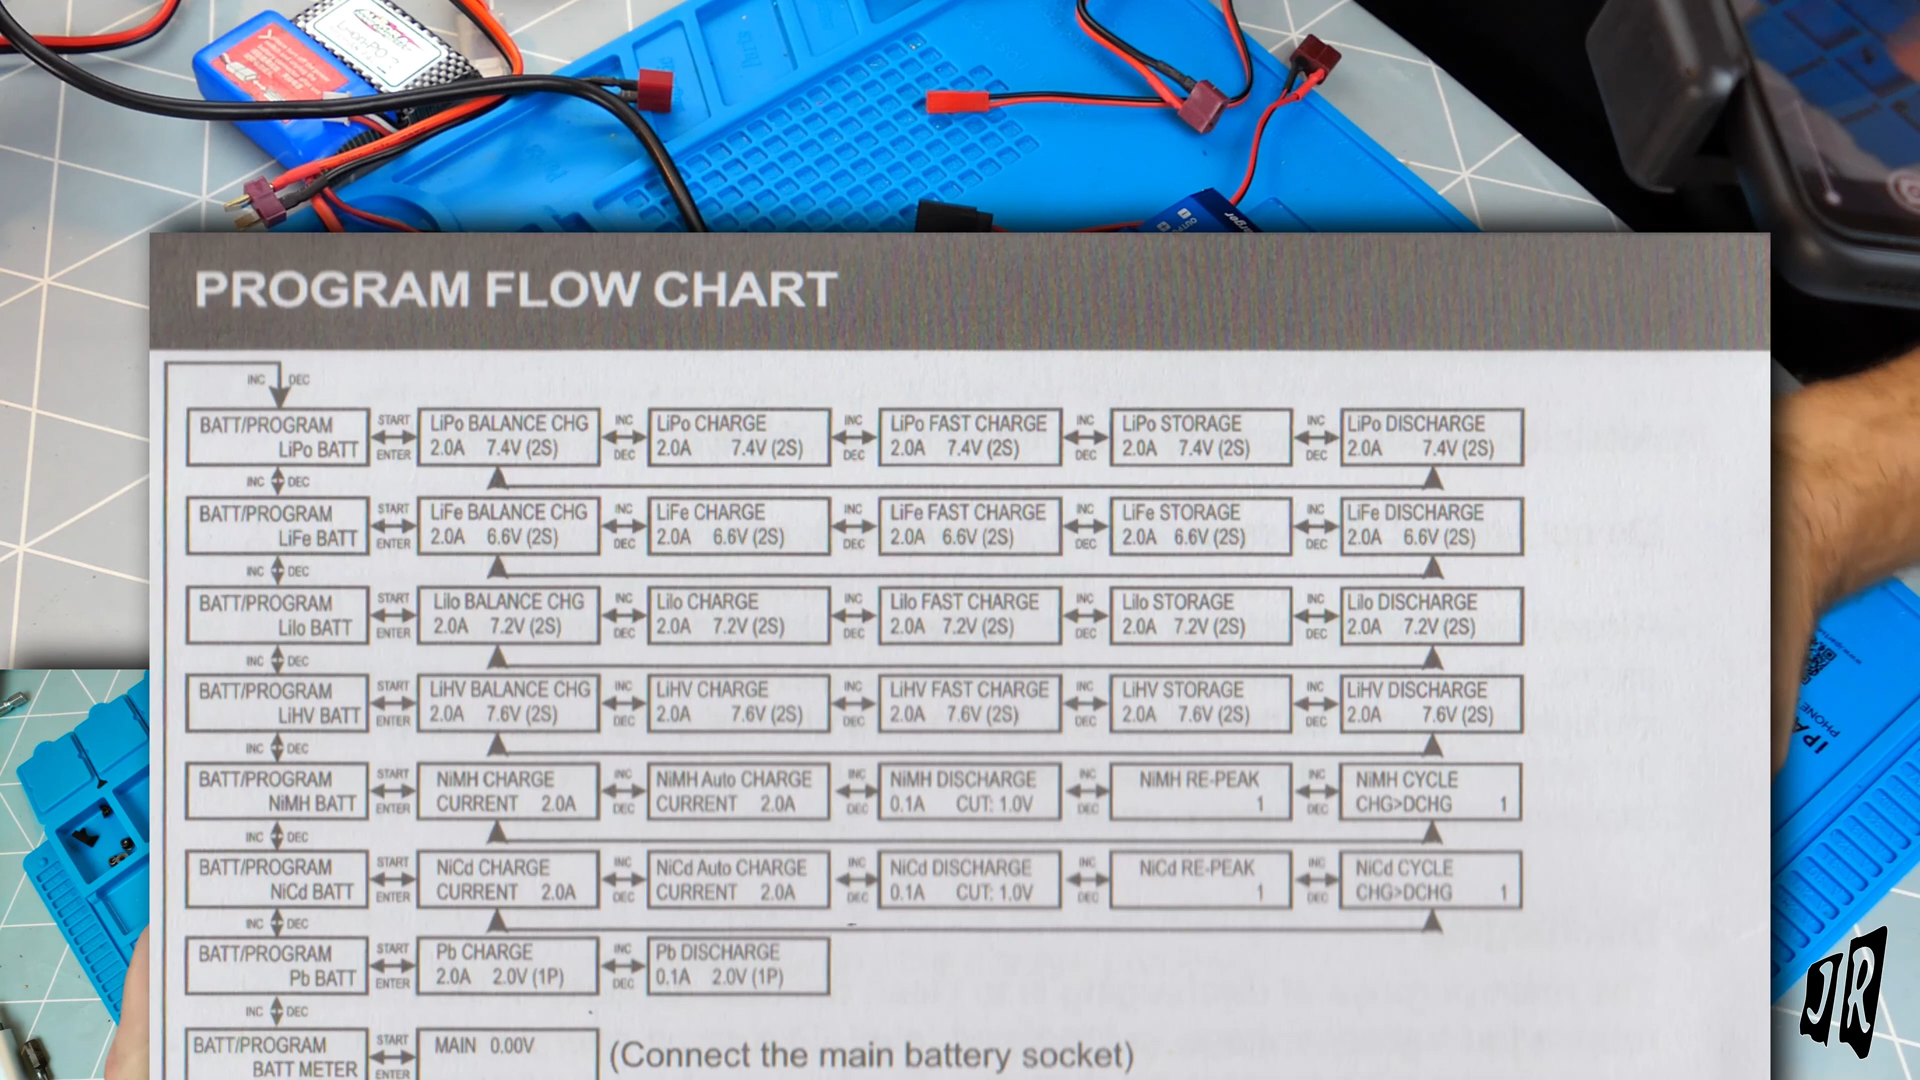 Li-ion-PO 2
PROGRAM FLOW CHART
INC DEC
BATT/PROGRAM
LiPo BATT
START
ENTER
LiPo BALANCE CHG
2.0A 7.4V (2S)
INC
DEC
LiPo CHARGE
2.0A 7.4V (2S)
INC
DEC
LiPo FAST CHARGE
2.0A 7.4V (2S)
INC
DEC
LiPo STORAGE
2.0A 7.4V (2S)
INC
DEC
LiPo DISCHARGE
2.0A 7.4V (2S)
INC DEC
BATT/PROGRAM
LiFe BATT
START
ENTER
LiFe BALANCE CHG
2.0A 6.6V (2S)
INC
DEC
LiFe CHARGE
2.0A 6.6V (2S)
INC
DEC
LiFe FAST CHARGE
2.0A 6.6V (2S)
INC
DEC
LiFe STORAGE
2.0A 6.6V (2S)
INC
DEC
LiFe DISCHARGE
2.0A 6.6V (2S)
INC DEC
BATT/PROGRAM
LiIo BATT
START
ENTER
LiIo BALANCE CHG
2.0A 7.2V (2S)
INC
DEC
LiIo CHARGE
2.0A 7.2V (2S)
INC
DEC
LiIo FAST CHARGE
2.0A 7.2V (2S)
INC
DEC
LiIo STORAGE
2.0A 7.2V (2S)
INC
DEC
LiIo DISCHARGE
2.0A 7.2V (2S)
INC DEC
BATT/PROGRAM
LiHV BATT
START
ENTER
LiHV BALANCE CHG
2.0A 7.6V (2S)
INC
DEC
LiHV CHARGE
2.0A 7.6V (2S)
INC
DEC
LiHV FAST CHARGE
2.0A 7.6V (2S)
INC
DEC
LiHV STORAGE
2.0A 7.6V (2S)
INC
DEC
LiHV DISCHARGE
2.0A 7.6V (2S)
INC DEC
BATT/PROGRAM
NiMH BATT
START
ENTER
NiMH CHARGE
CURRENT 2.0A
INC
DEC
NiMH Auto CHARGE
CURRENT 2.0A
INC
DEC
NiMH DISCHARGE
0.1A CUT: 1.0V
INC
DEC
NiMH RE-PEAK
1
INC
DEC
NiMH CYCLE
CHG>DCHG 1
INC DEC
BATT/PROGRAM
NiCd BATT
START
ENTER
NiCd CHARGE
CURRENT 2.0A
INC
DEC
NiCd Auto CHARGE
CURRENT 2.0A
INC
DEC
NiCd DISCHARGE
0.1A CUT: 1.0V
INC
DEC
NiCd RE-PEAK
1
INC
DEC
NiCd CYCLE
CHG>DCHG 1
INC DEC
BATT/PROGRAM
Pb BATT
START
ENTER
Pb CHARGE
2.0A 2.0V (1P)
INC
DEC
Pb DISCHARGE
0.1A 2.0V (1P)
INC DEC
BATT/PROGRAM
BATT METER
START
ENTER
MAIN 0.00V
(Connect the main battery socket)
JR